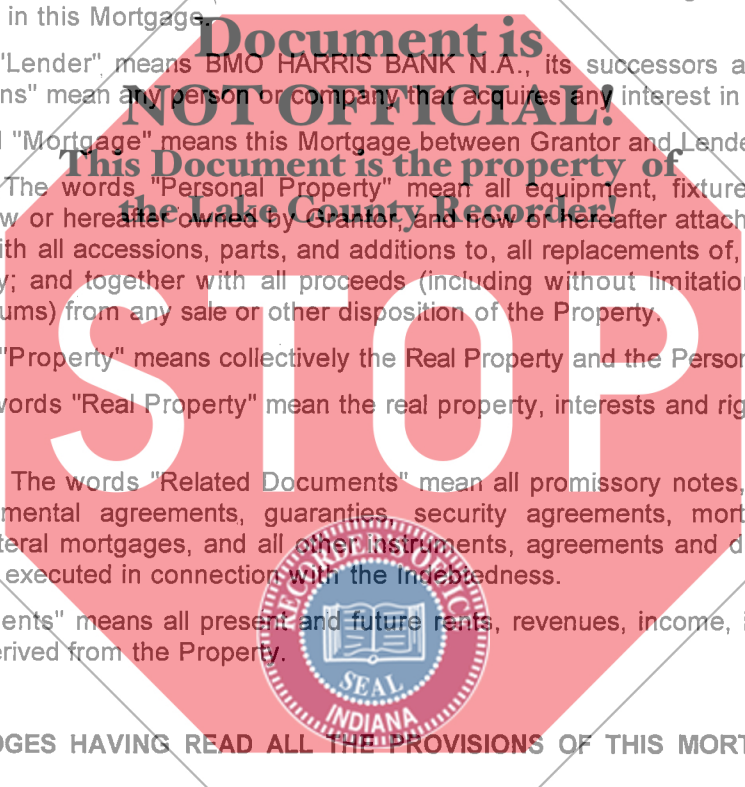 in this Mortgage.
Document is
"Lender" means BMO HARRIS BANK N.A., its successors a
ns" mean any person or company that acquires any interest in
NOT OFFICIAL!
"Mortgage" means this Mortgage between Grantor and Lende
This Document is the property of
The words "Personal Property" mean all equipment, fixture
w or hereafter owned by Grantor, and now or hereafter attach
the Lake County Recorder!
ith all accessions, parts, and additions to, all replacements of,
y; and together with all proceeds (including without limitation
ums) from any sale or other disposition of the Property.
STOP
"Property" means collectively the Real Property and the Person
words "Real Property" mean the real property, interests and rig
The words "Related Documents" mean all promissory notes,
mental agreements, guaranties, security agreements, mort
teral mortgages, and all other instruments, agreements and d
executed in connection with the Indebtedness.
ents" means all present and future rents, revenues, income, i
erived from the Property.
RECORDER'S OFFICE
SEAL
INDIANA
OGES HAVING READ ALL THE PROVISIONS OF THIS MORT